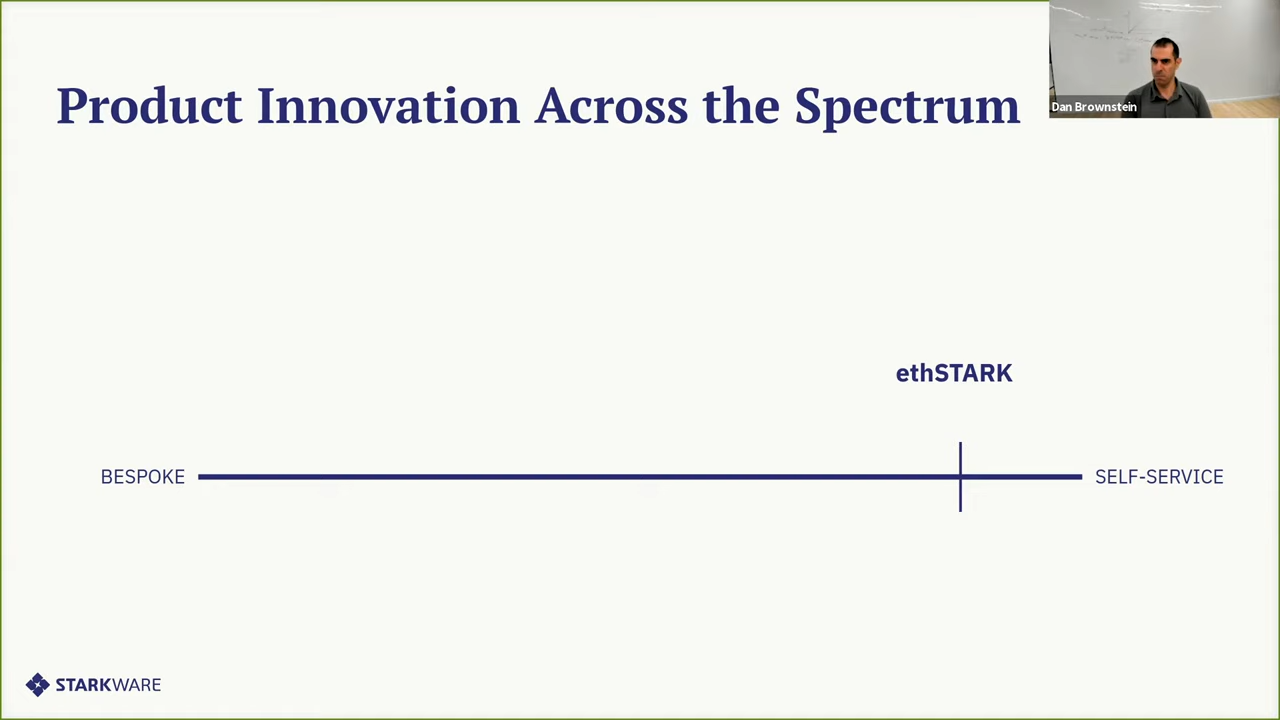 Product Innovation Across the Spectrum
Dan Brownstein
ethSTARK
BESPOKE
SELF-SERVICE
STARKWARE